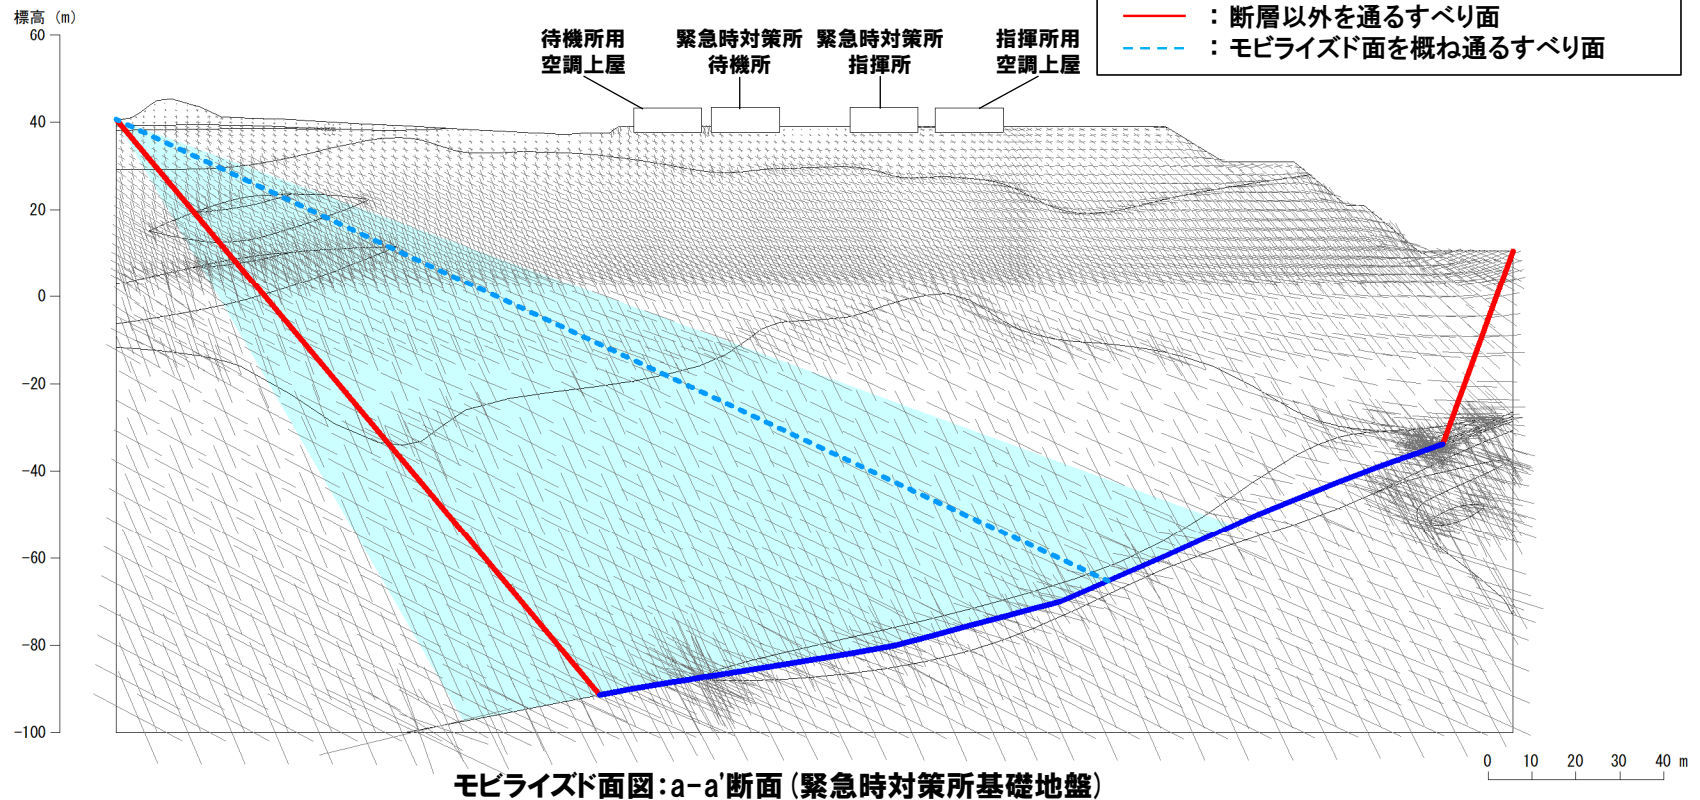 標高 (m)
：断層以外を通るすべり面
：モビライズド面を概ね通るすべり面
待機所用
空調上屋
緊急時対策所
待機所
緊急時対策所
指揮所
指揮所用
空調上屋
60
40
20
0
-20
-40
-60
-80
-100
0 10 20 30 40 m
モビライズド面図:a-a'断面(緊急時対策所基礎地盤)